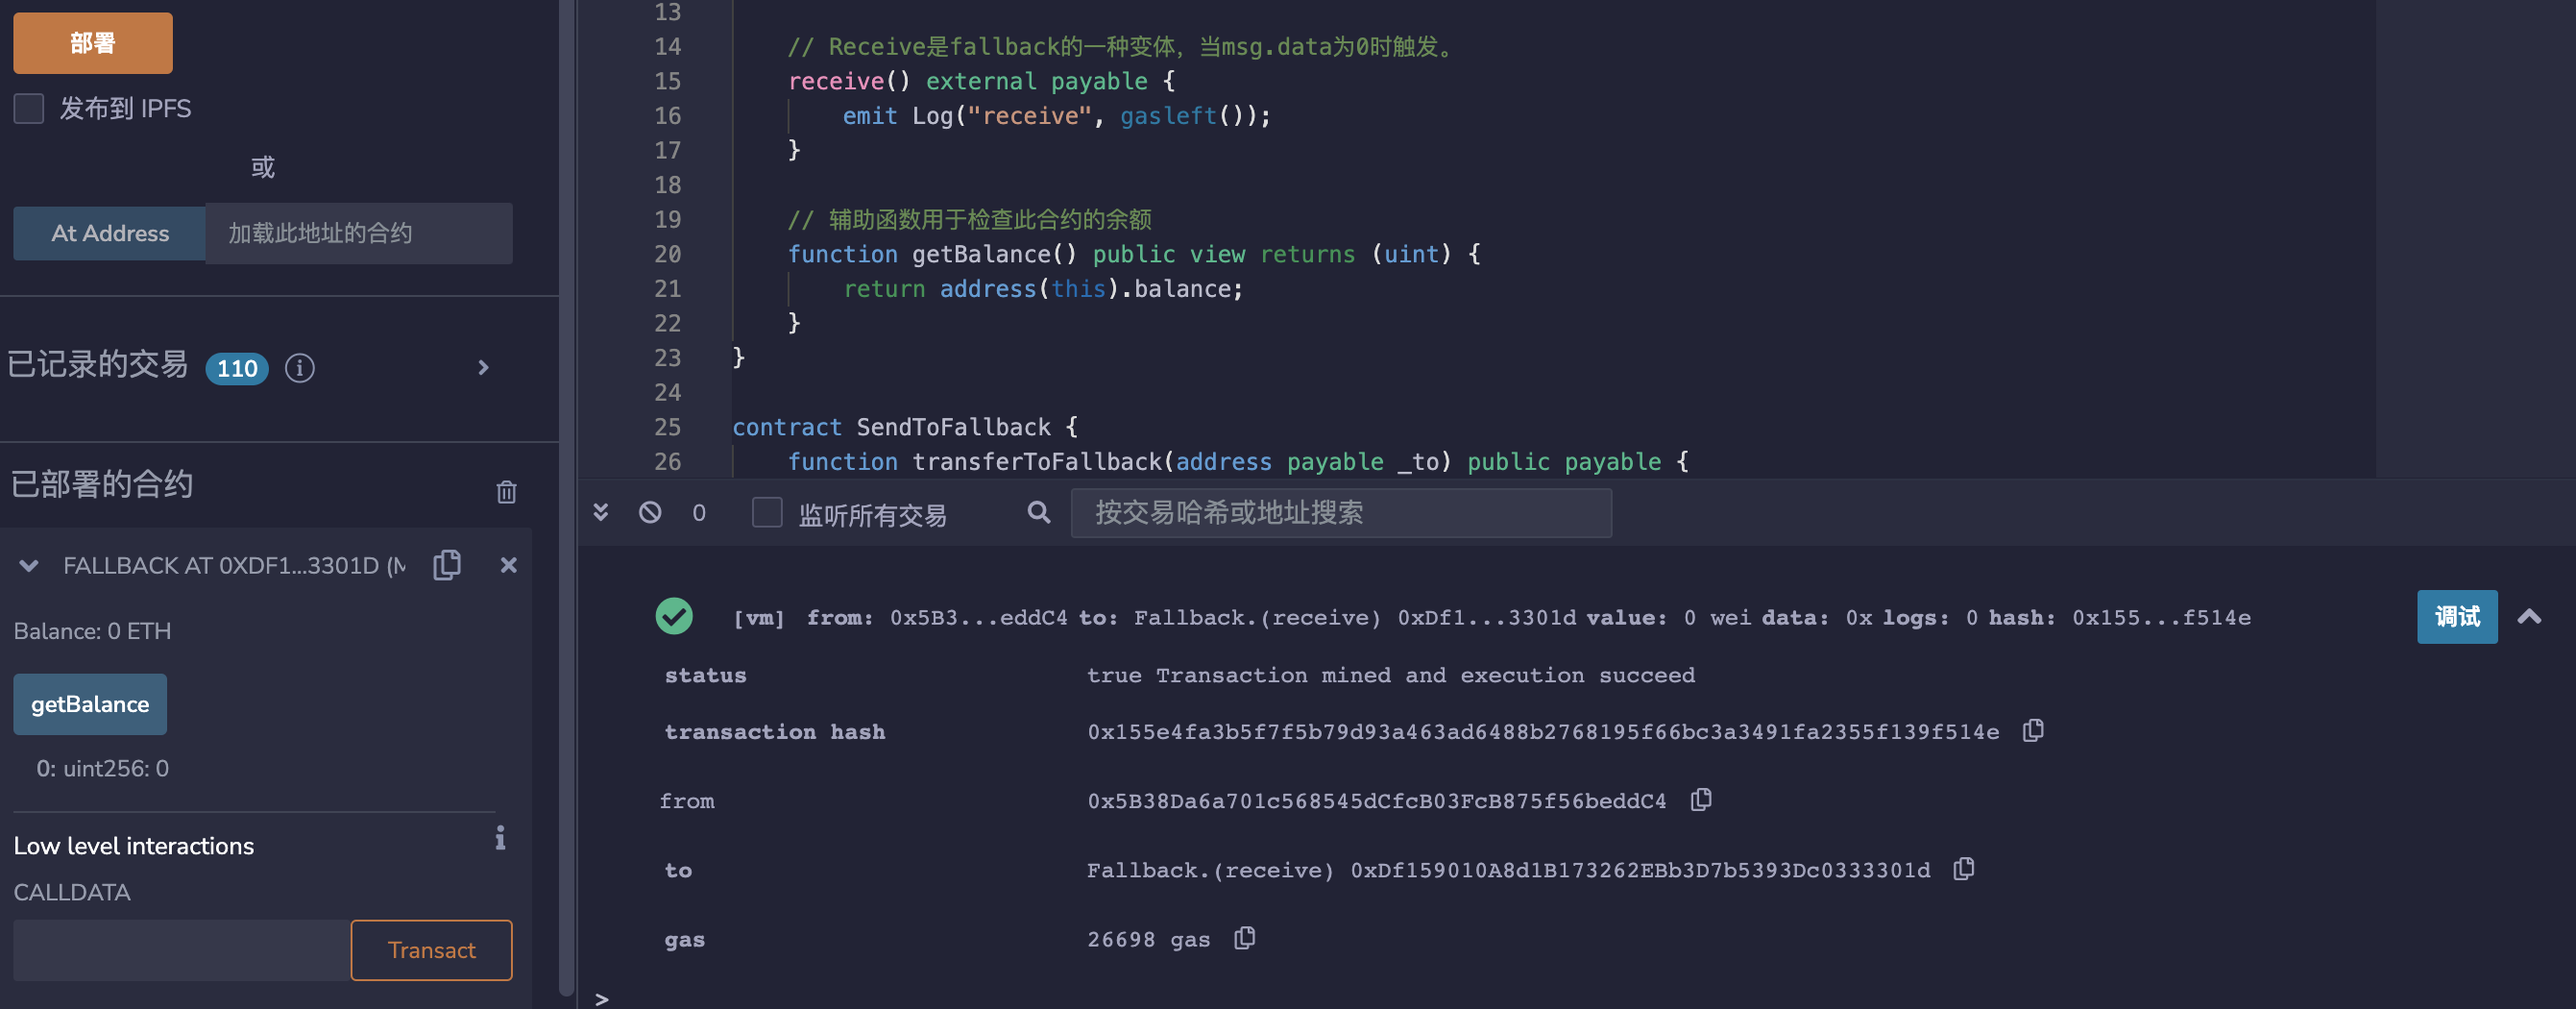 部署
发布到 IPFS
或
At Address 加载此地址的合约
已记录的交易 110
已部署的合约
FALLBACK AT 0XDF1...3301D (M
Balance: 0 ETH
getBalance
0: uint256: 0
Low level interactions
CALLDATA
Transact
13
14 // Receive是fallback的一种变体，当msg.data为0时触发。
15 receive() external payable {
16 emit Log("receive", gasleft());
17 }
18
19 // 辅助函数用于检查此合约的余额
20 function getBalance() public view returns (uint) {
21 return address(this).balance;
22 }
23 }
24
25 contract SendToFallback {
26 function transferToFallback(address payable _to) public payable {
0 监听所有交易 按交易哈希或地址搜索
[vm] from: 0x5B3...eddC4 to: Fallback.(receive) 0xDf1...3301d value: 0 wei data: 0x logs: 0 hash: 0x155...f514e 调试
status true Transaction mined and execution succeed
transaction hash 0x155e4fa3b5f7f5b79d93a463ad6488b2768195f66bc3a3491fa2355f139f514e
from 0x5B38Da6a701c568545dCfcB03FcB875f56beddC4
to Fallback.(receive) 0xDf159010A8d1B173262EBb3D7b5393Dc0333301d
gas 26698 gas
>